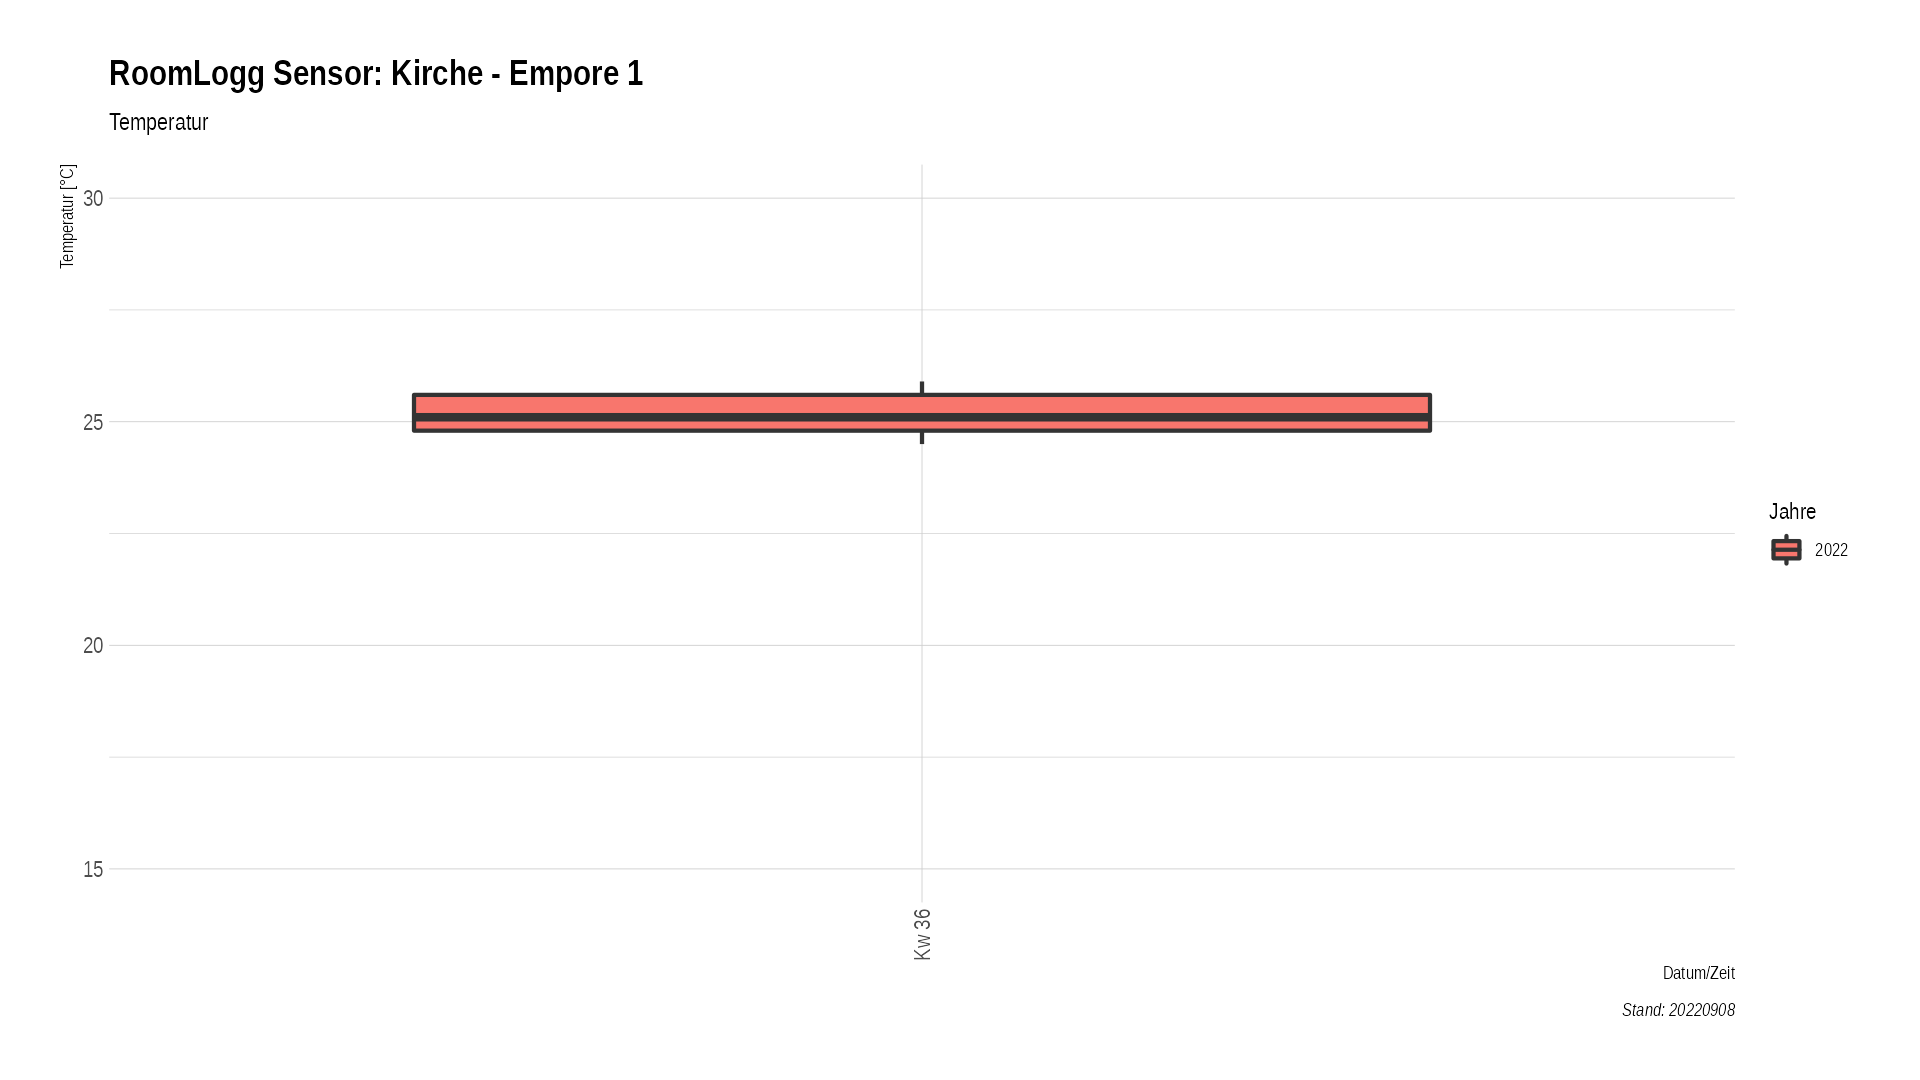 RoomLogg Sensor: Kirche - Empore 1
Temperatur
Temperatur [°C]
30
25
20
15
Kw 36
Jahre
2022
Datum/Zeit
Stand: 20220908